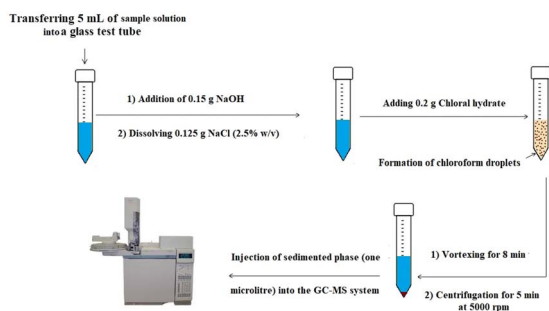 Transferring 5 mL of sample solution
into a glass test tube
1) Addition of 0.15 g NaOH
2) Dissolving 0.125 g NaCl (2.5% w/v)
Adding 0.2 g Chloral hydrate
Formation of chloroform droplets
1) Vortexing for 8 min
2) Centrifugation for 5 min
at 5000 rpm
Injection of sedimented phase (one
microlitre) into the GC-MS system